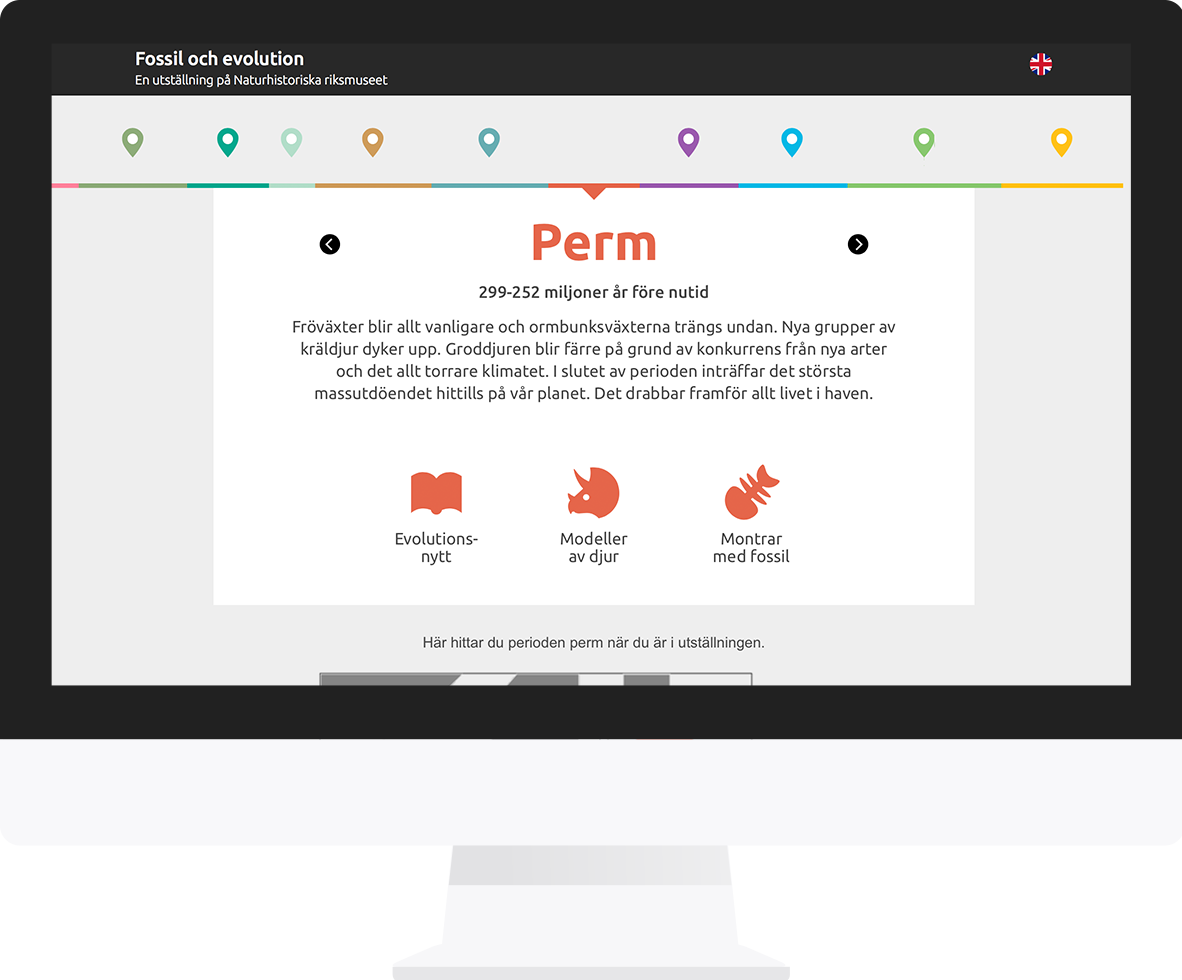 Fossil och evolution
En utställning på Naturhistoriska riksmuseet
Perm
299-252 miljoner år före nutid
Fröväxter blir allt vanligare och ormbunksväxterna trängs undan. Nya grupper av
kräldjur dyker upp. Groddjuren blir färre på grund av konkurrens från nya arter
och det allt torrare klimatet. I slutet av perioden inträffar det största
massutdöendet hittills på vår planet. Det drabbar framför allt livet i haven.
Evolutions-
nytt
Modeller
av djur
Montrar
med fossil
Här hittar du perioden perm när du är i utställningen.